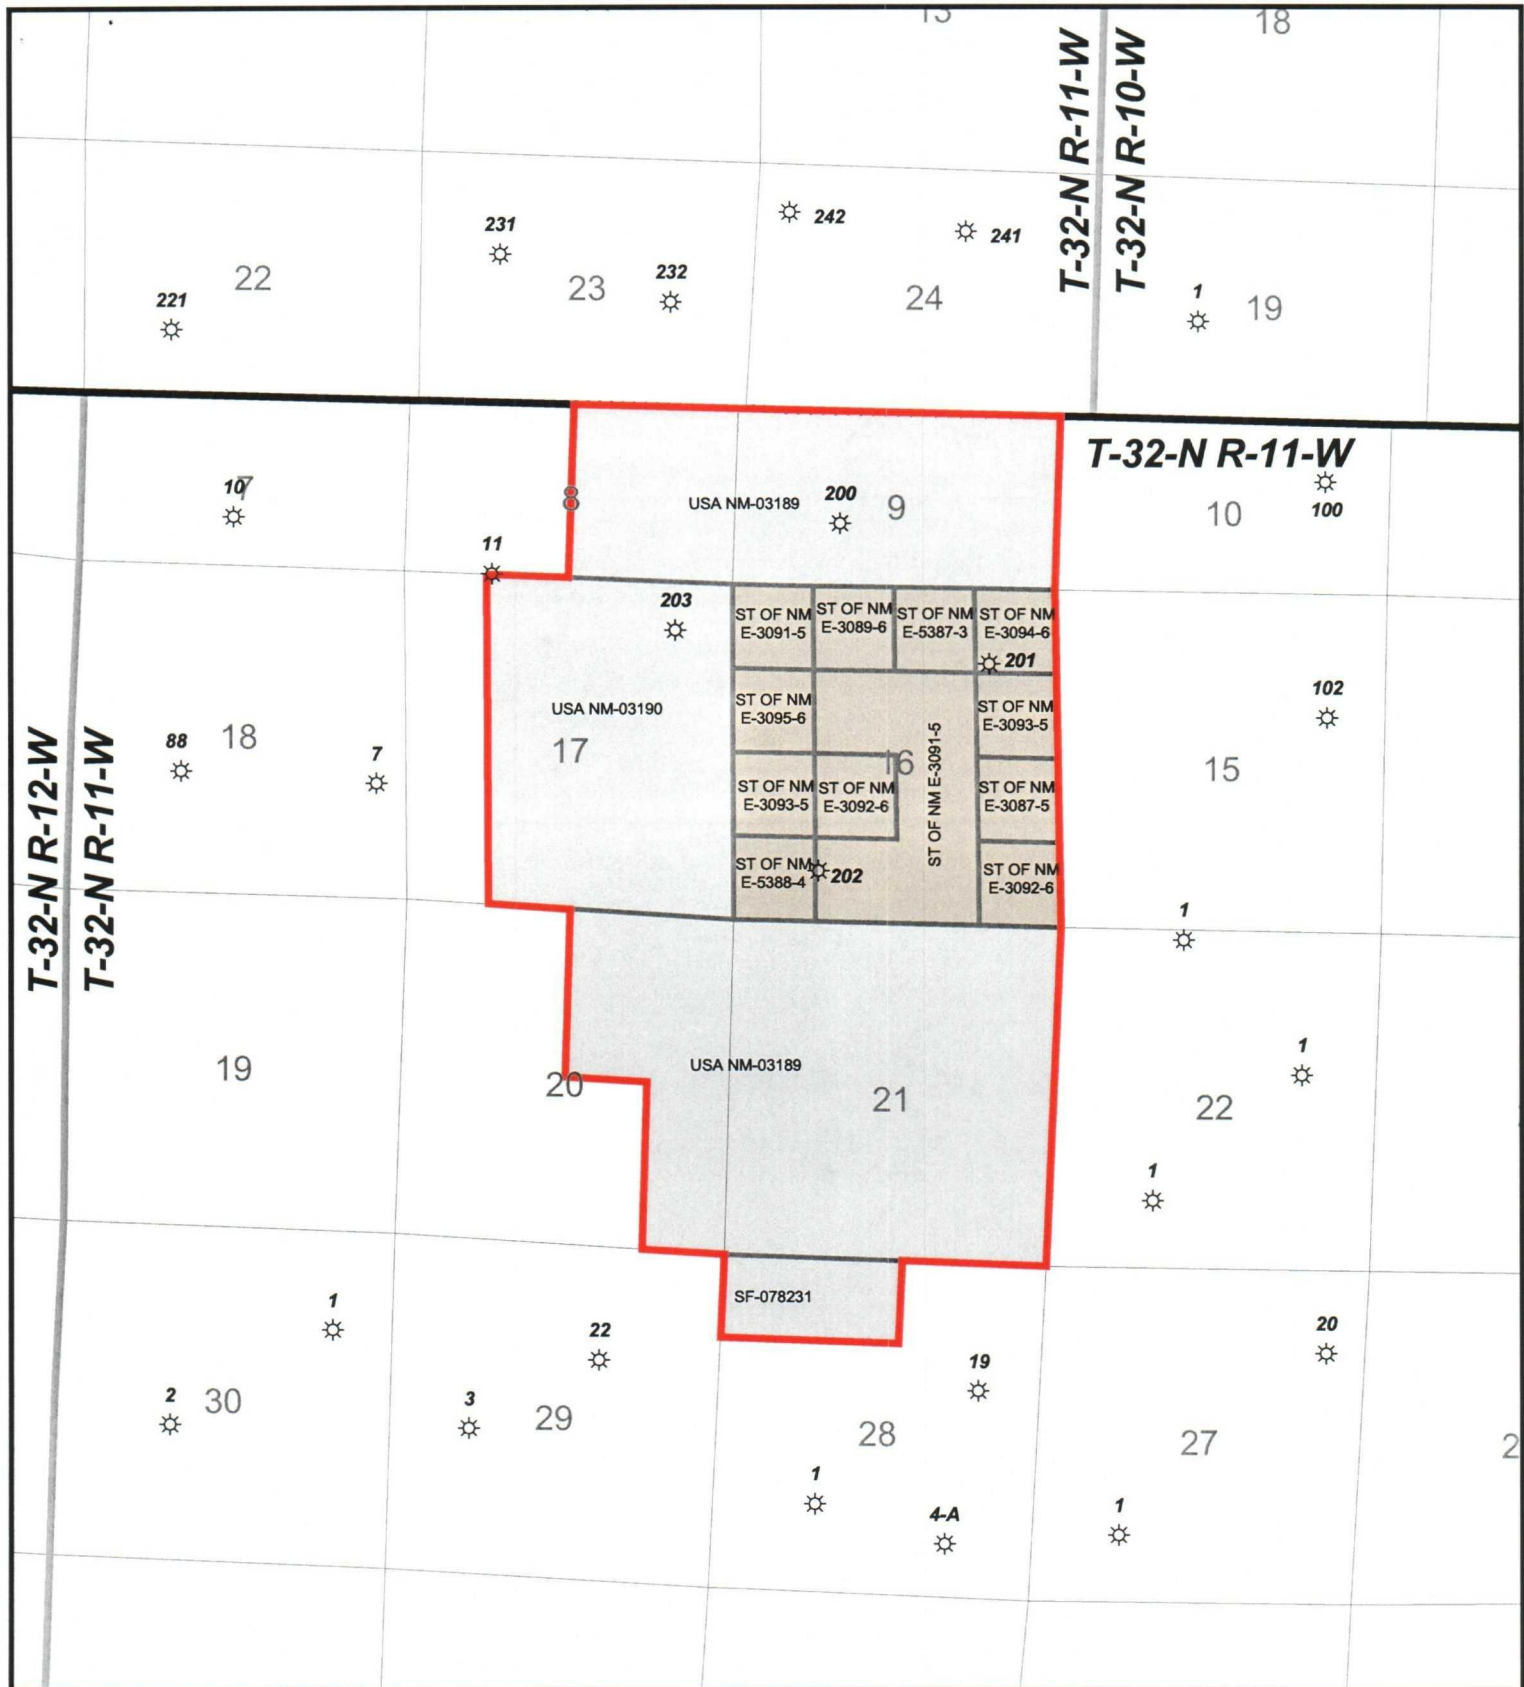 13
18
T-32-N R-11-W
T-32-N R-10-W
231
242
241
22
221
23
232
24
1
19
T-32-N R-11-W
7
10
8
USA NM-03189
200
9
10
100
11
203
ST OF NM
E-3091-5
ST OF NM
E-3089-6
ST OF NM
E-5387-3
ST OF NM
E-3094-6
201
USA NM-03190
17
ST OF NM
E-3095-6
16
ST OF NM E-3091-5
ST OF NM
E-3093-5
102
15
T-32-N R-12-W
T-32-N R-11-W
88
18
7
ST OF NM
E-3093-5
ST OF NM
E-3092-6
ST OF NM
E-3087-5
ST OF NM
E-5388-4
202
ST OF NM
E-3092-6
1
19
20
USA NM-03189
21
1
22
1
SF-078231
1
22
2
30
3
29
19
20
28
27
2
1
4-A
1